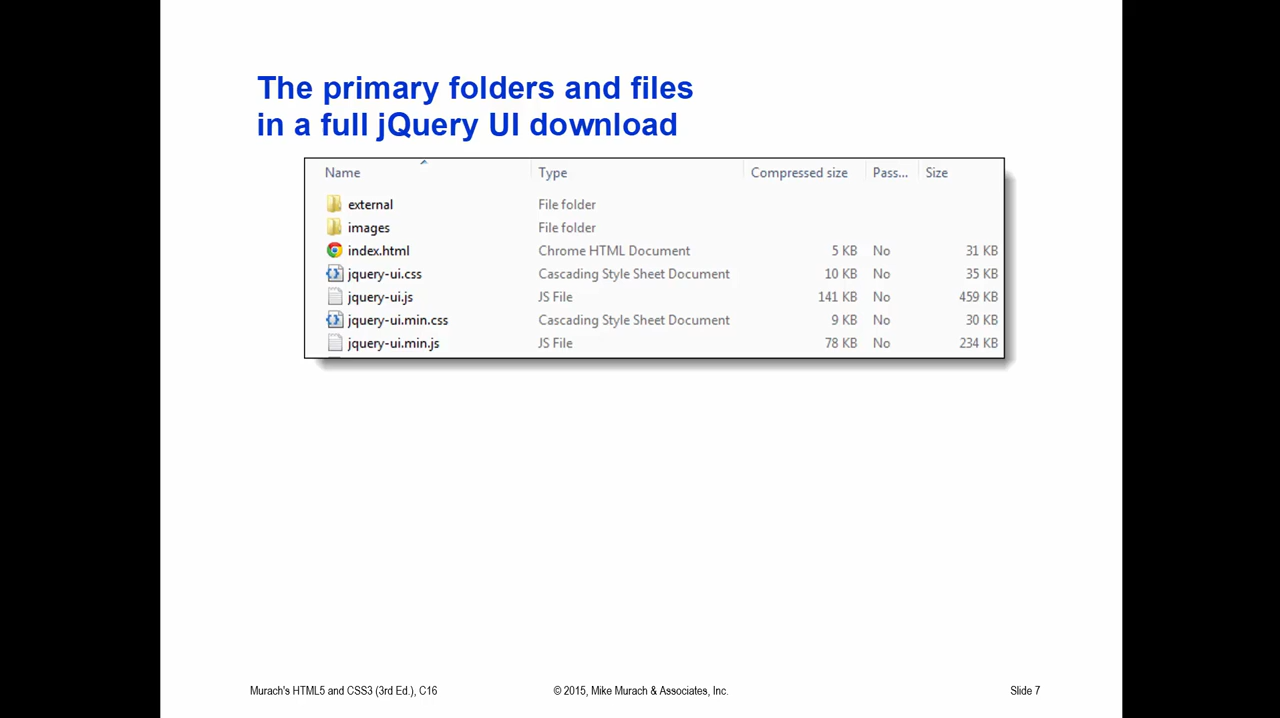 The primary folders and files
in a full jQuery UI download
Name Type Compressed size Pass... Size
external File folder
images File folder
index.html Chrome HTML Document 5 KB No 31 KB
jquery-ui.css Cascading Style Sheet Document 10 KB No 35 KB
jquery-ui.js JS File 141 KB No 459 KB
jquery-ui.min.css Cascading Style Sheet Document 9 KB No 30 KB
jquery-ui.min.js JS File 78 KB No 234 KB
Murach's HTML5 and CSS3 (3rd Ed.), C16 © 2015, Mike Murach & Associates, Inc. Slide 7